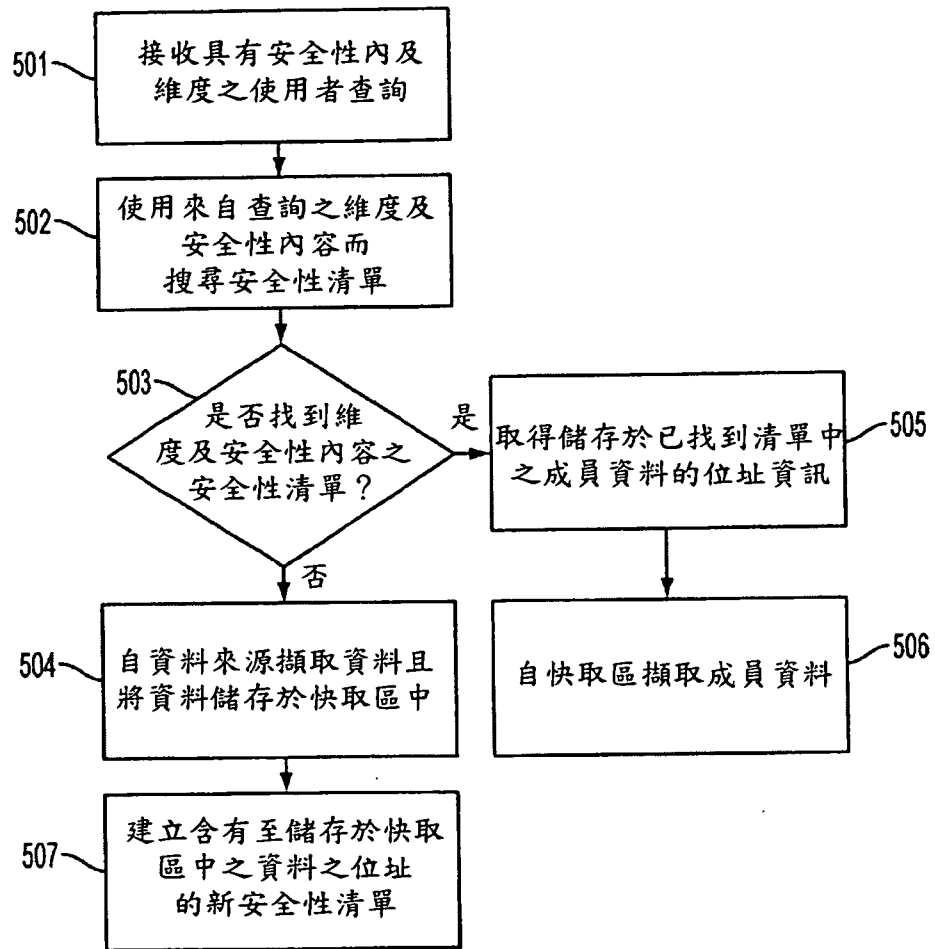 501
接收具有安全性內及
維度之使用者查詢
502
使用來自查詢之維度及
安全性內容而
搜尋安全性清單
503
是否找到維
度及安全性內容之
安全性清單？
是
取得儲存於已找到清單中
之成員資料的位址資訊
505
否
504
自資料來源擷取資料且
將資料儲存於快取區中
自快取區擷取成員資料
506
507
建立含有至儲存於快取
區中之資料之位址
的新安全性清單